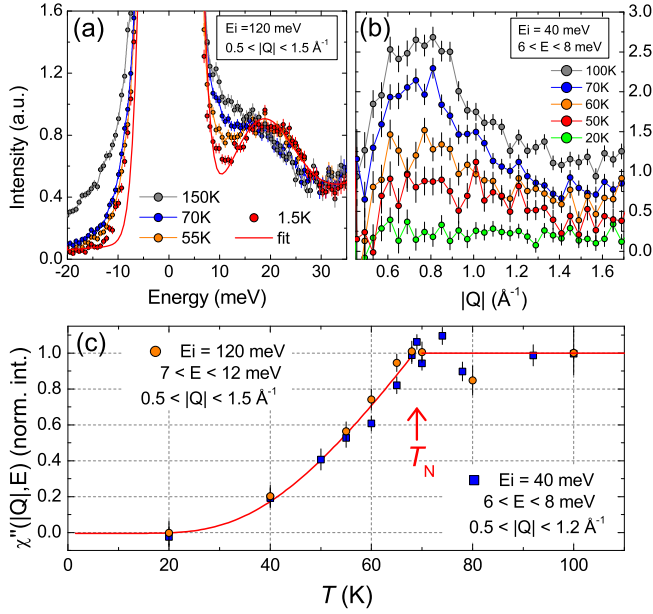 (a)
Ei =120 meV
0.5 < |Q| < 1.5 Å⁻¹
Intensity (a.u.)
1.6
1.2
0.8
0.4
0.0
150K
70K
55K
1.5K
fit
-20 -10 0 10 20 30
Energy (meV)
(b)
Ei = 40 meV
6 < E < 8 meV
100K
70K
60K
50K
20K
3.0
2.5
2.0
1.5
1.0
0.5
0.0
0.6 0.8 1.0 1.2 1.4 1.6
|Q| (Å⁻¹)
(c)
Ei = 120 meV
7 < E < 12 meV
0.5 < |Q| < 1.5 Å⁻¹
χ"(|Q|,E) (norm. int.)
1.0
0.8
0.6
0.4
0.2
0.0
T_N
Ei = 40 meV
6 < E < 8 meV
0.5 < |Q| < 1.2 Å⁻¹
0 20 40 60 80 100
T (K)